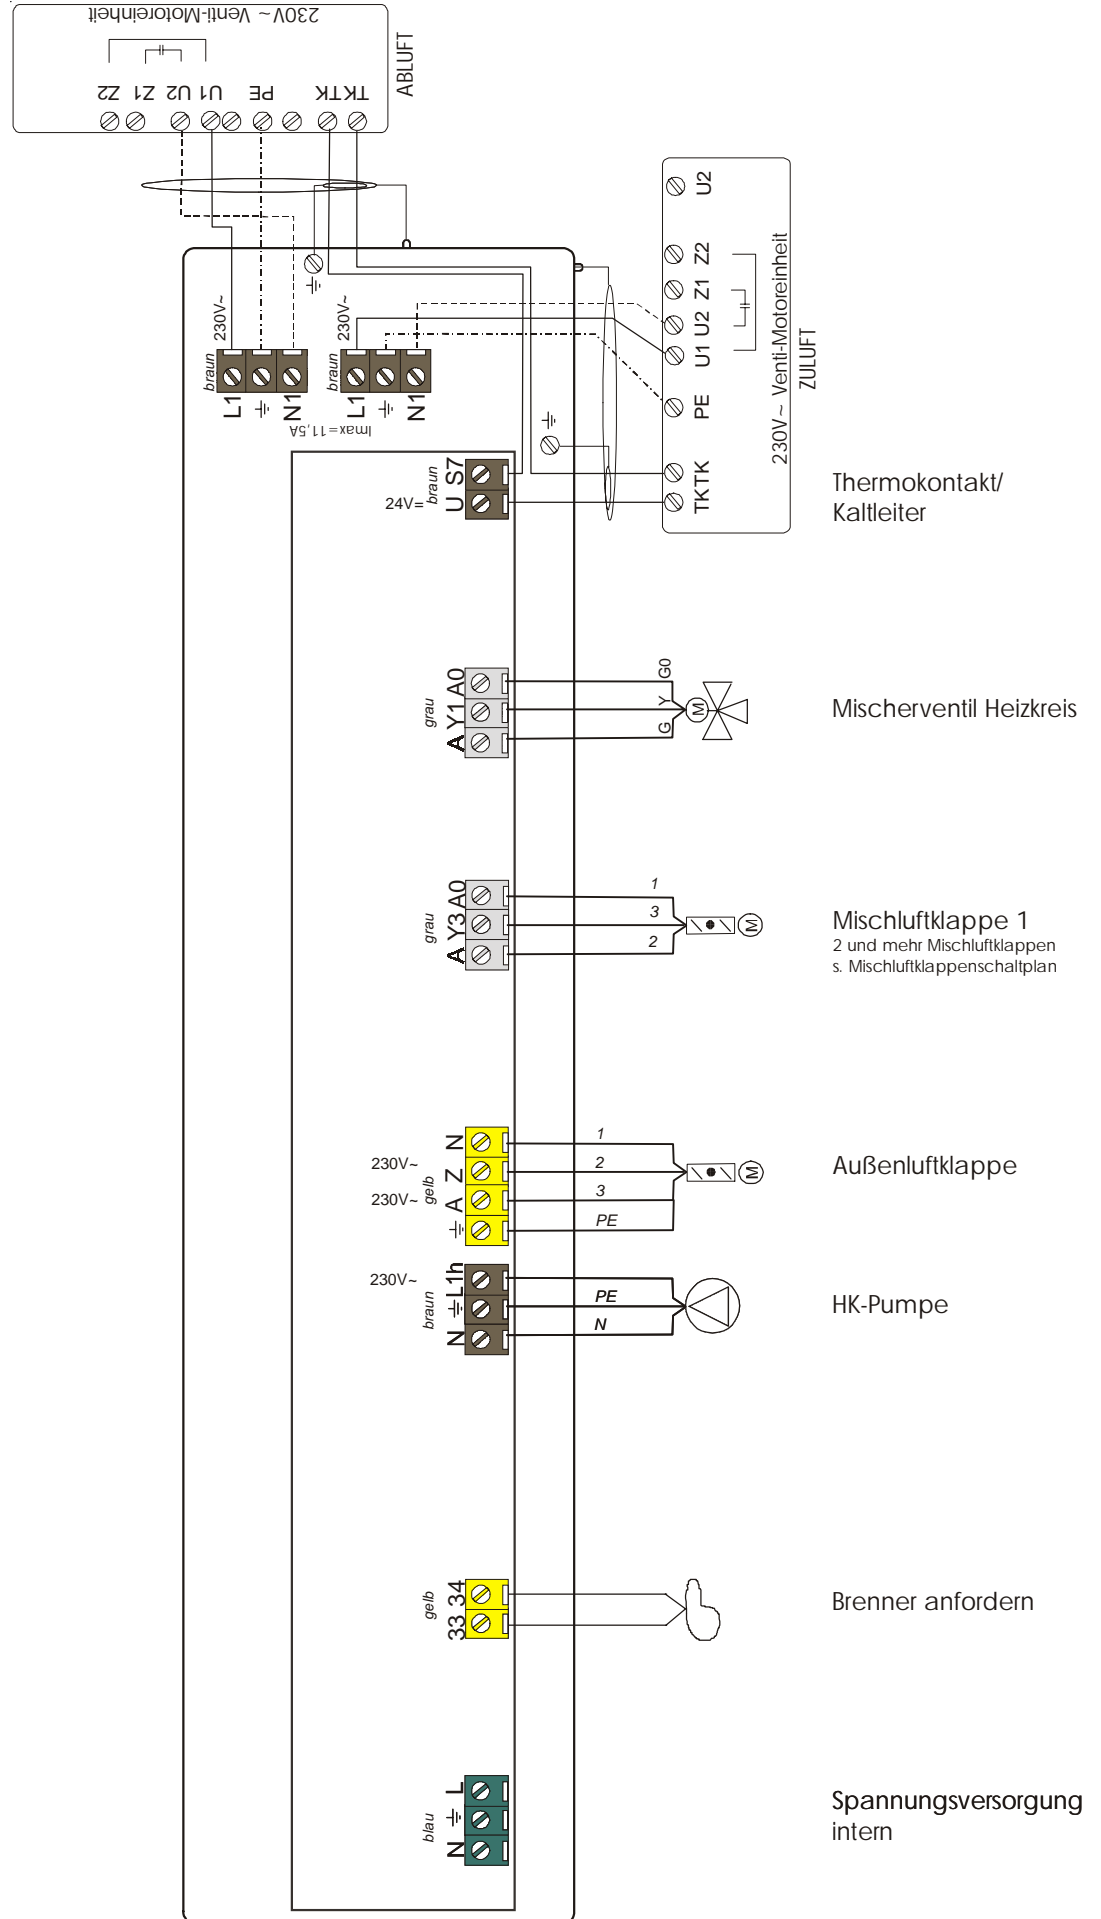 230V~ Venti-Motoreinheit
Z2 Z1 U2 U1 PE TK TK
ABLUFT
U2
Z2
Z1
U2
U1
PE
TK
TK
230V~ Venti-Motoreinheit
ZULUFT
230V~
braun
L1
N1
230V~
braun
L1
N1
Imax=11,5A
S7
braun
24V=
U
Thermokontakt/
Kaltleiter
A0
grau
Y1
A
G0
Y
G
M
Mischerventil Heizkreis
A0
grau
Y3
A
1
3
2
M
Mischluftklappe 1
2 und mehr Mischluftklappen
s. Mischluftklappenschaltplan
N
230V~
Z
gelb
230V~
A
1
2
3
PE
M
Außenluftklappe
230V~
L1h
braun
N
PE
N
HK-Pumpe
34
gelb
33
Brenner anfordern
L
blau
N
Spannungsversorgung
intern